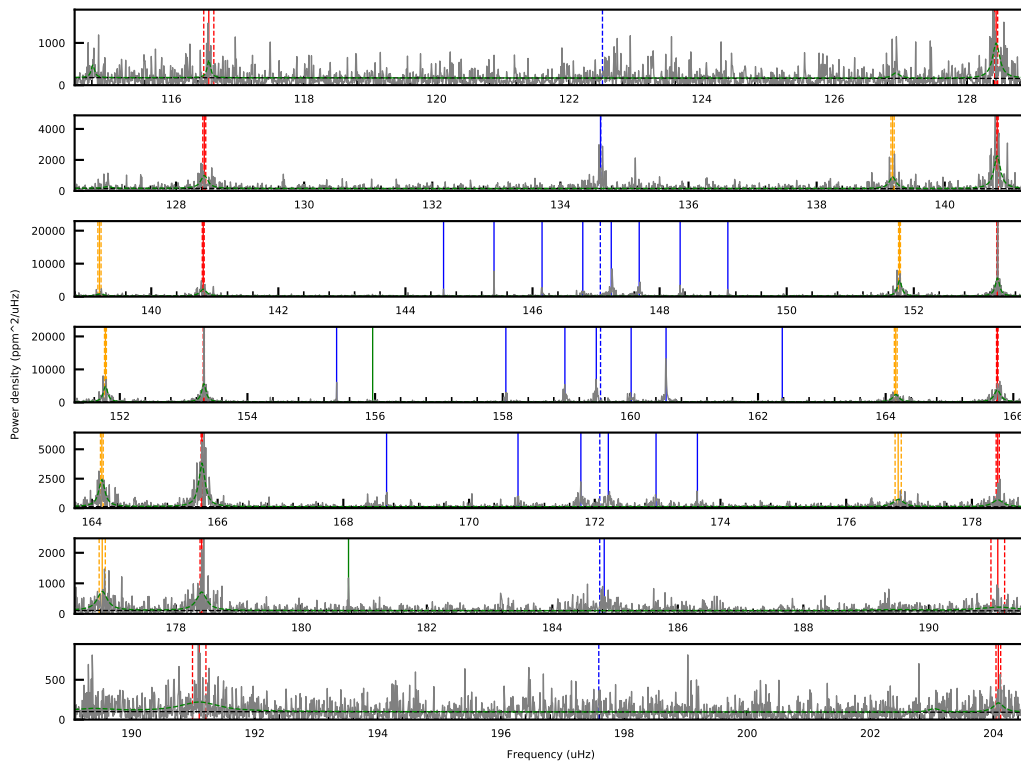 1000
0
116 118 120 122 124 126 128
4000
2000
0
128 130 132 134 136 138 140
20000
10000
0
140 142 144 146 148 150 152
20000
10000
0
152 154 156 158 160 162 164 166
5000
2500
0
164 166 168 170 172 174 176 178
2000
1000
0
178 180 182 184 186 188 190
500
0
190 192 194 196 198 200 202 204
Power density (ppm^2/uHz)
Frequency (uHz)